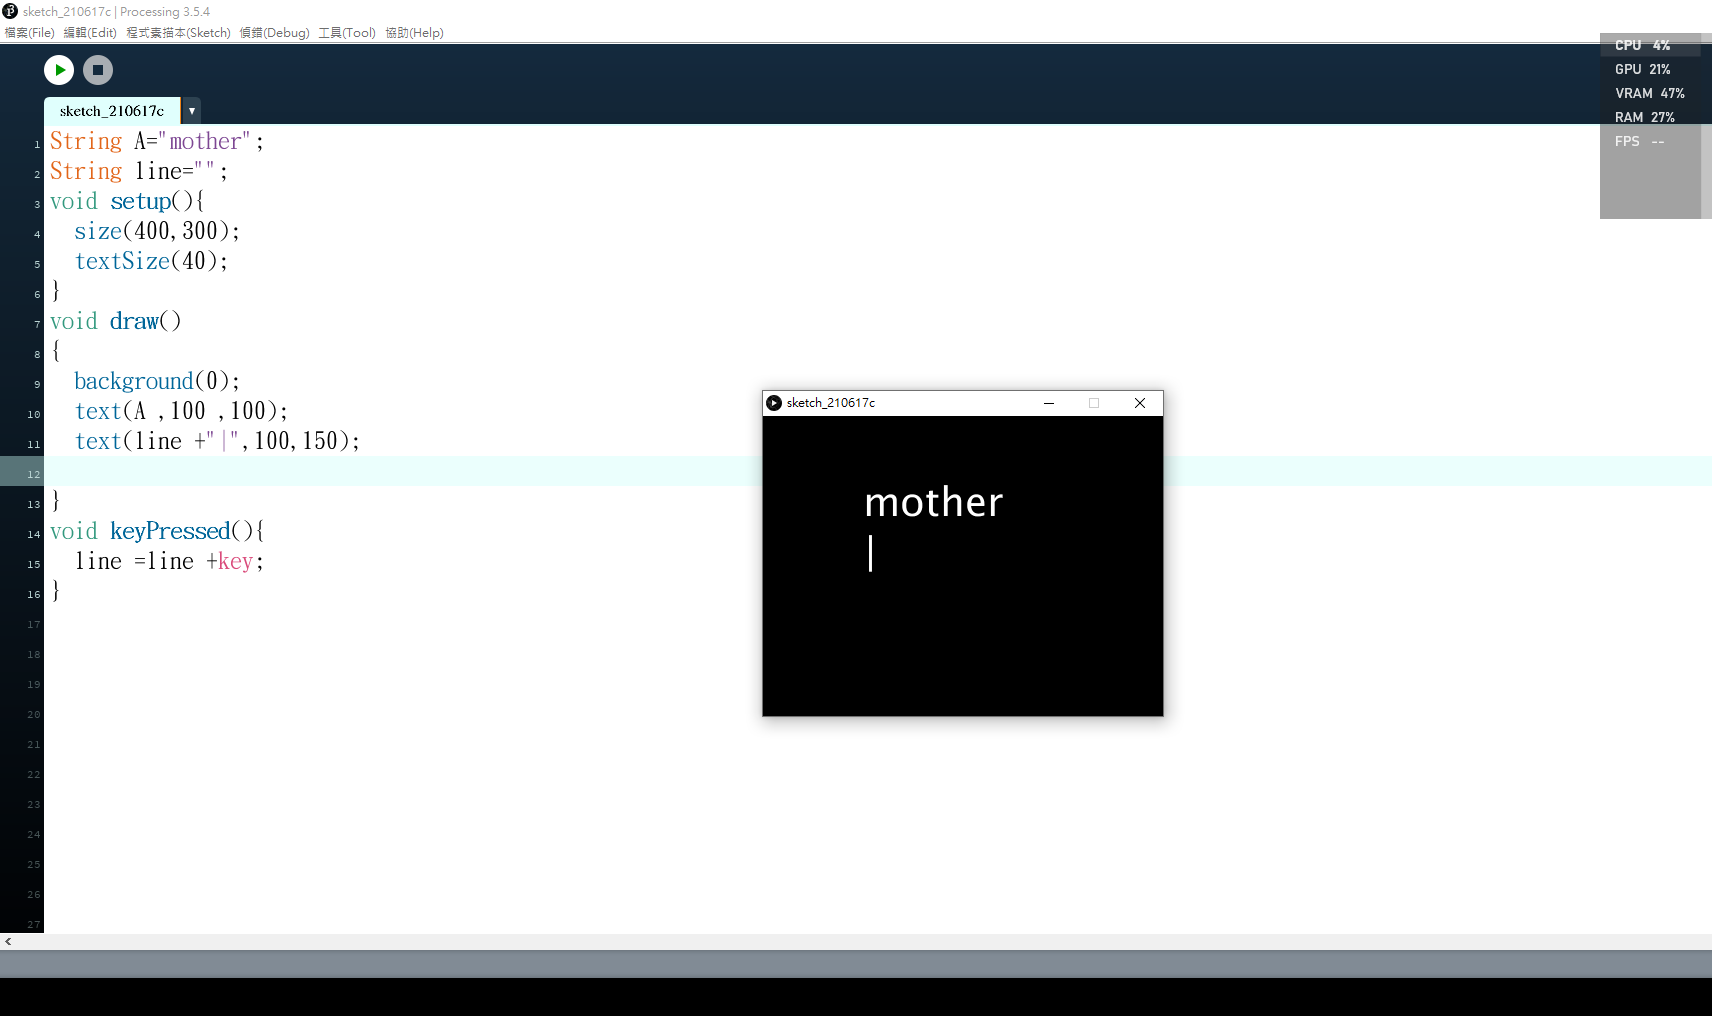 sketch_210617c | Processing 3.5.4
檔案(File) 編輯(Edit) 程式素描本(Sketch) 偵錯(Debug) 工具(Tool) 協助(Help)
CPU 4%
GPU 21%
VRAM 47%
RAM 27%
FPS --
sketch_210617c
1 String A="mother";
2 String line="";
3 void setup(){
4 size(400,300);
5 textSize(40);
6 }
7 void draw()
8 {
9 background(0);
10 text(A ,100 ,100);
11 text(line +"|",100,150);
12
13 }
14 void keyPressed(){
15 line =line +key;
16 }
17
18
19
20
21
22
23
24
25
26
27
sketch_210617c
mother
|